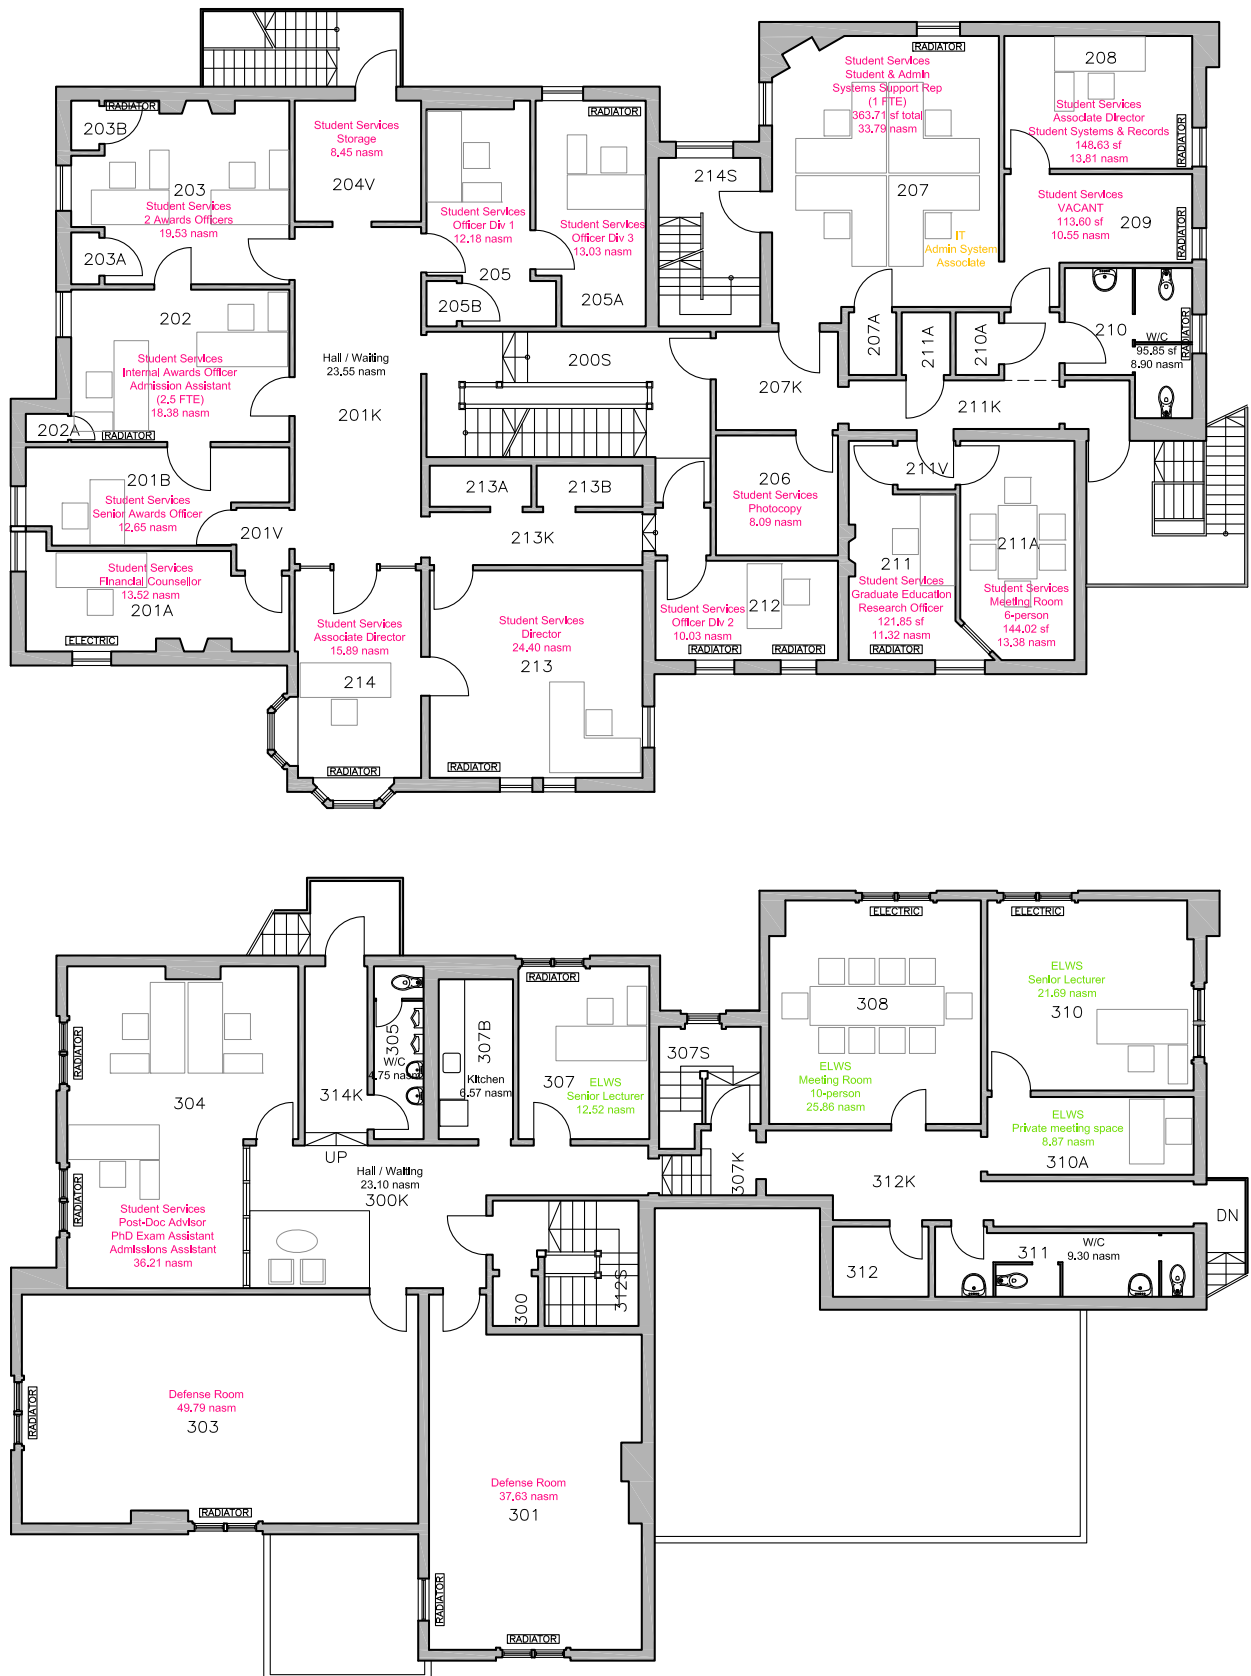 RADIATOR
203B
203
Student Services
2 Awards Officers
19.53 nasm
203A
Student Services
Storage
8.45 nasm
204V
Student Services
Officer Div 1
12.18 nasm
205
205B
RADIATOR
Student Services
Officer Div 3
13.03 nasm
205A
214S
RADIATOR
Student Services
Student & Admin
Systems Support Rep
(1 FTE)
363.71 sf total
33.79 nasm
207
IT
Admin System
Associate
208
Student Services
Associate Director
Student Systems & Records
148.63 sf
13.81 nasm
RADIATOR
Student Services
VACANT
113.60 sf
10.55 nasm
209
RADIATOR
202
Student Services
Internal Awards Officer
Admission Assistant
(2.5 FTE)
18.38 nasm
202A
RADIATOR
Hall / Waiting
23.55 nasm
201K
200S
207K
207A
211A
210A
210
W/C
95.85 sf
8.90 nasm
RADIATOR
211K
201B
Student Services
Senior Awards Officer
12.65 nasm
201V
213A
213B
213K
206
Student Services
Photocopy
8.09 nasm
211V
211
Student Services
Graduate Education
Research Officer
121.85 sf
11.32 nasm
RADIATOR
211A
Student Services
Meeting Room
6-person
144.02 sf
13.38 nasm
Student Services
Financial Counsellor
13.52 nasm
201A
ELECTRIC
Student Services
Associate Director
15.89 nasm
214
RADIATOR
Student Services
Director
24.40 nasm
213
RADIATOR
Student Services
Officer Div 2
10.03 nasm
212
RADIATOR
RADIATOR
RADIATOR
304
RADIATOR
Student Services
Post-Doc Advisor
PhD Exam Assistant
Admissions Assistant
36.21 nasm
314K
UP
305
W/C
4.75 nasm
307B
Kitchen
6.57 nasm
RADIATOR
307
ELWS
Senior Lecturer
12.52 nasm
307S
307K
ELECTRIC
308
ELWS
Meeting Room
10-person
25.86 nasm
ELECTRIC
ELWS
Senior Lecturer
21.69 nasm
310
ELWS
Private meeting space
8.87 nasm
310A
Hall / Waiting
23.10 nasm
300K
312K
DN
300
312S
312
311
W/C
9.30 nasm
RADIATOR
Defense Room
49.79 nasm
303
RADIATOR
Defense Room
37.63 nasm
301
RADIATOR
RADIATOR